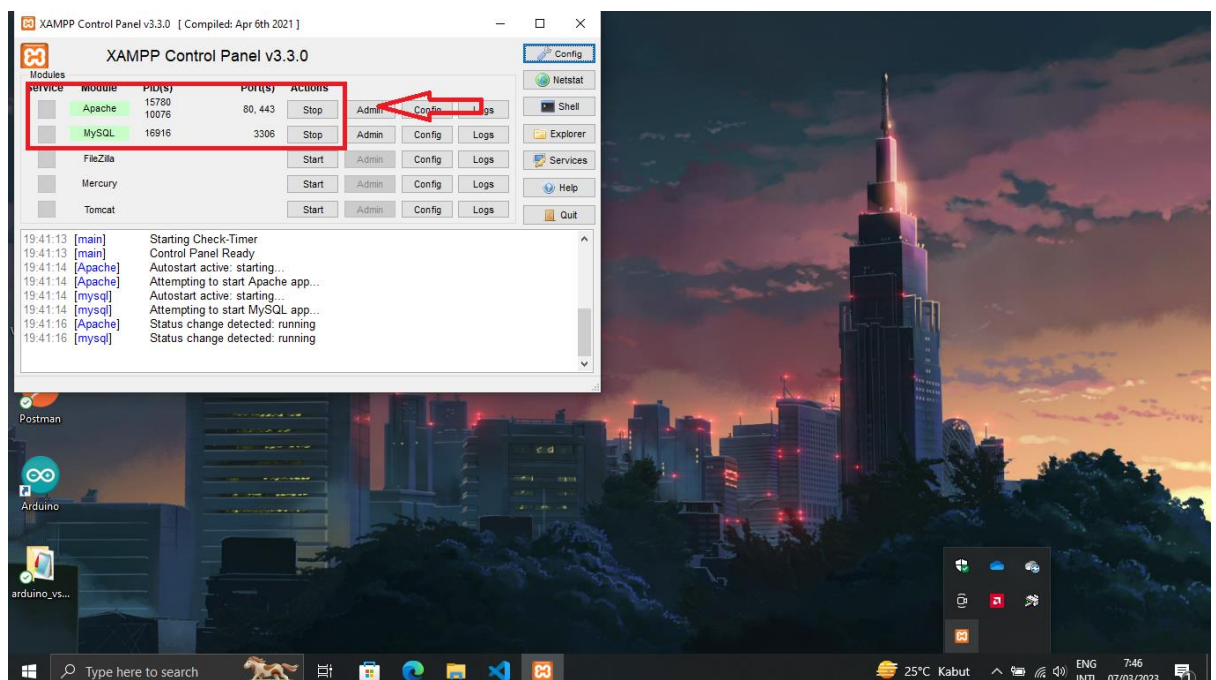 XAMPP Control Panel v3.3.0 [ Compiled: Apr 6th 2021 ]
XAMPP Control Panel v3.3.0
Config
Modules
Service Module PID(s) Port(s) Actions
Netstat
Apache 15780 10076 80, 443 Stop Admin Config Logs
Shell
MySQL 16916 3306 Stop Admin Config Logs
Explorer
FileZilla Start Admin Config Logs
Services
Mercury Start Admin Config Logs
Help
Tomcat Start Admin Config Logs
Quit
19:41:13 [main] Starting Check-Timer
19:41:13 [main] Control Panel Ready
19:41:14 [Apache] Autostart active: starting...
19:41:14 [Apache] Attempting to start Apache app...
19:41:14 [mysql] Autostart active: starting...
19:41:14 [mysql] Attempting to start MySQL app...
19:41:16 [Apache] Status change detected: running
19:41:16 [mysql] Status change detected: running
Postman
Arduino
arduino_vs...
Type here to search
25°C Kabut
ENG
INTL
7:46
07/03/2023
1